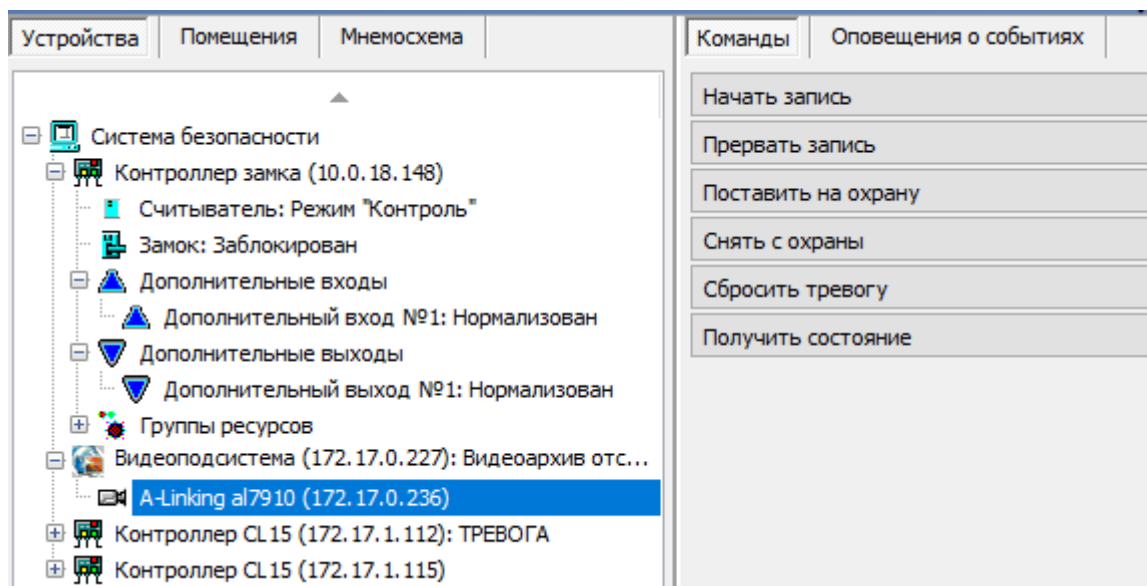 Устройства Помещения Мнемосхема
Система безопасности
Контроллер замка (10.0.18.148)
Считыватель: Режим "Контроль"
Замок: Заблокирован
Дополнительные входы
Дополнительный вход №1: Нормализован
Дополнительные выходы
Дополнительный выход №1: Нормализован
Группы ресурсов
Видеоподсистема (172.17.0.227): Видеоархив отс...
A-Linking al7910 (172.17.0.236)
Контроллер CL15 (172.17.1.112): ТРЕВОГА
Контроллер CL15 (172.17.1.115)
Команды Оповещения о событиях
Начать запись
Прервать запись
Поставить на охрану
Снять с охраны
Сбросить тревогу
Получить состояние